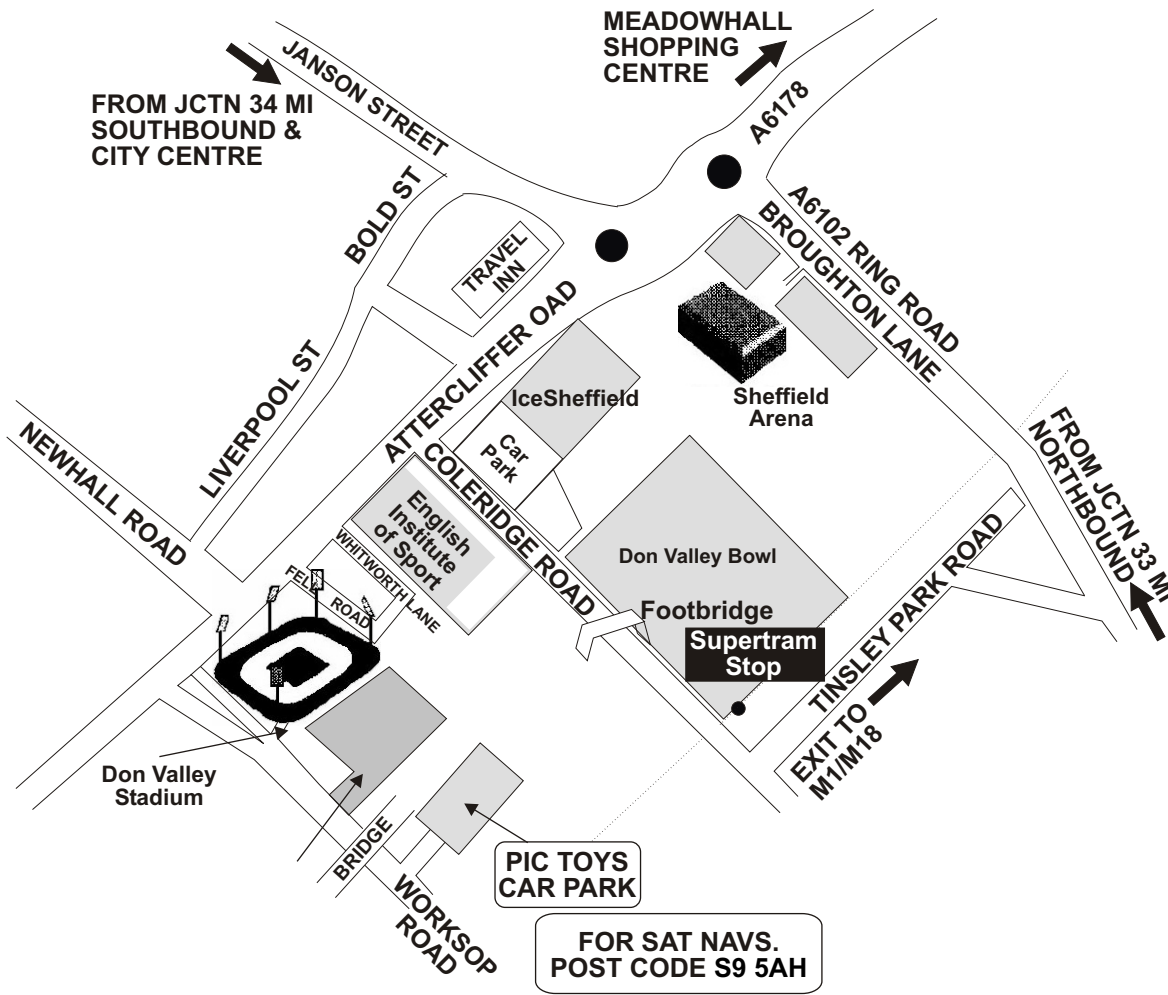 MEADOWHALL
SHOPPING
CENTRE
JANSON STREET
FROM JCTN 34 MI
SOUTHBOUND &
CITY CENTRE
A6178
BOLD ST
TRAVEL
INN
A6102 RING ROAD
BROUGHTON LANE
ATTERCLIFFER OAD
LIVERPOOL ST
IceSheffield
Sheffield
Arena
Car
Park
COLERIDGE ROAD
NEWHALL ROAD
FROM JCTN 33 MI
NORTHBOUND
English
Institute
of Sport
WHITWORTH LANE
FELL ROAD
Don Valley Bowl
Footbridge
Supertram
Stop
TINSLEY PARK ROAD
EXIT TO
M1/M18
Don Valley
Stadium
BRIDGE
PIC TOYS
CAR PARK
WORKSOP
ROAD
FOR SAT NAVS.
POST CODE S9 5AH